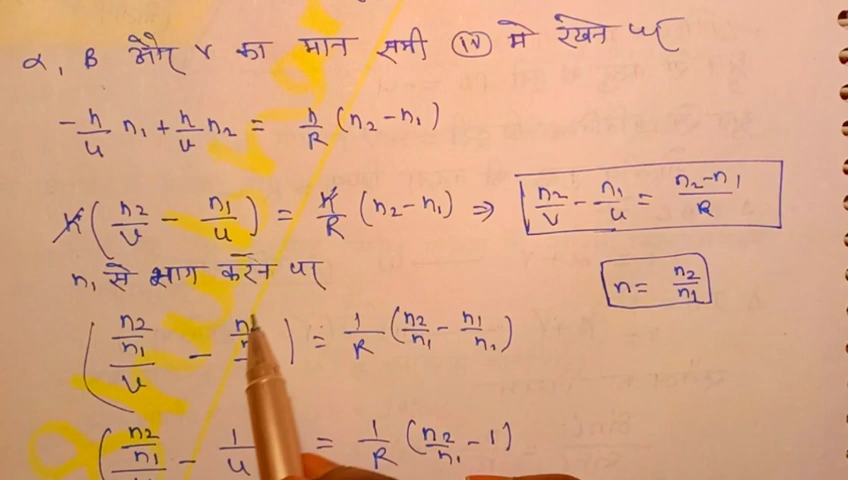 α, β और γ का मान समी (iv) मे रखने पर
-h/u n₁ + h/v n₂ = h/R (n₂ - n₁)
h (n₂/v - n₁/u) = h/R (n₂ - n₁) ⇒ n₂/v - n₁/u = n₂-n₁/R
n₁ से भाग करने पर
n = n₂/n₁
(n₂/n₁/v - ) = 1/R (n₂/n₁ - n₁/n₁)
(n₂/n₁/v - 1/u = 1/R (n₂/n₁ - 1)